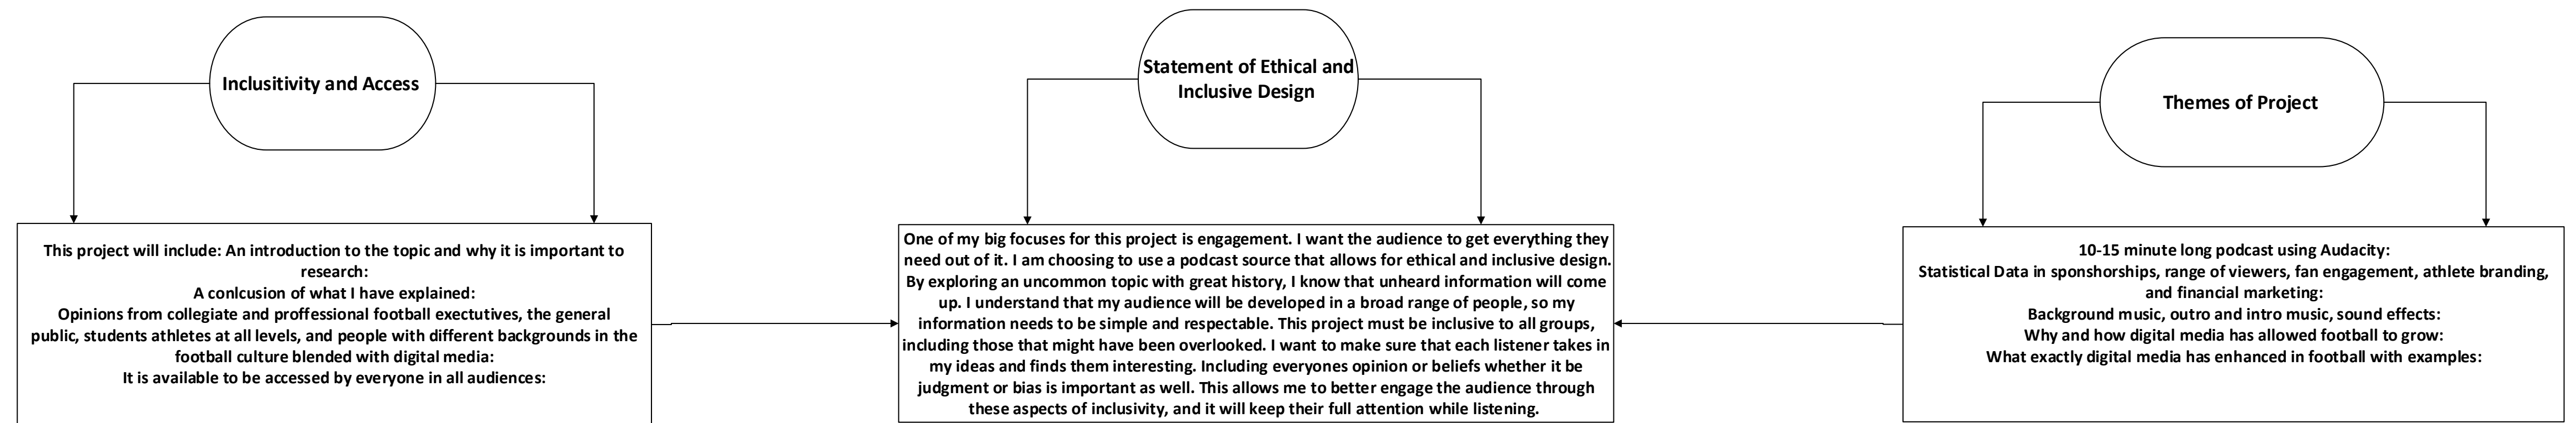 Inclusitivity and Access
This project will include: An introduction to the topic and why it is important to
research:
A conlcusion of what I have explained:
Opinions from collegiate and proffessional football exectutives, the general
public, students athletes at all levels, and people with different backgrounds in the
football culture blended with digital media:
It is available to be accessed by everyone in all audiences:
Statement of Ethical and
Inclusive Design
One of my big focuses for this project is engagement. I want the audience to get everything they
need out of it. I am choosing to use a podcast source that allows for ethical and inclusive design.
By exploring an uncommon topic with great history, I know that unheard information will come
up. I understand that my audience will be developed in a broad range of people, so my
information needs to be simple and respectable. This project must be inclusive to all groups,
including those that might have been overlooked. I want to make sure that each listener takes in
my ideas and finds them interesting. Including everyones opinion or beliefs whether it be
judgment or bias is important as well. This allows me to better engage the audience through
these aspects of inclusivity, and it will keep their full attention while listening.
Themes of Project
10-15 minute long podcast using Audacity:
Statistical Data in sponshorships, range of viewers, fan engagement, athlete branding,
and financial marketing:
Background music, outro and intro music, sound effects:
Why and how digital media has allowed football to grow:
What exactly digital media has enhanced in football with examples: